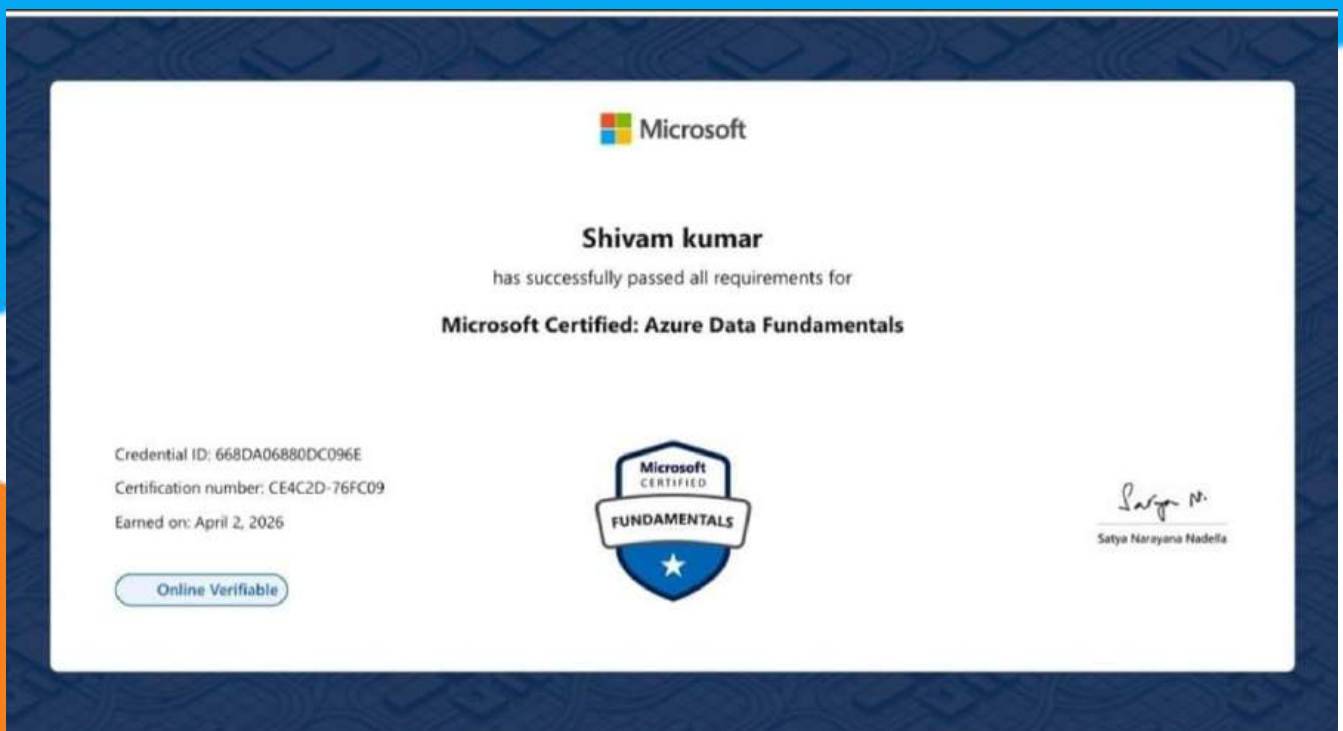 Microsoft
Shivam kumar
has successfully passed all requirements for
Microsoft Certified: Azure Data Fundamentals
Credential ID: 668DA06880DC096E
Certification number: CE4C2D-76FC09
Earned on: April 2, 2026
Online Verifiable
Microsoft
CERTIFIED
FUNDAMENTALS
Satya N.
Satya Narayana Nadella